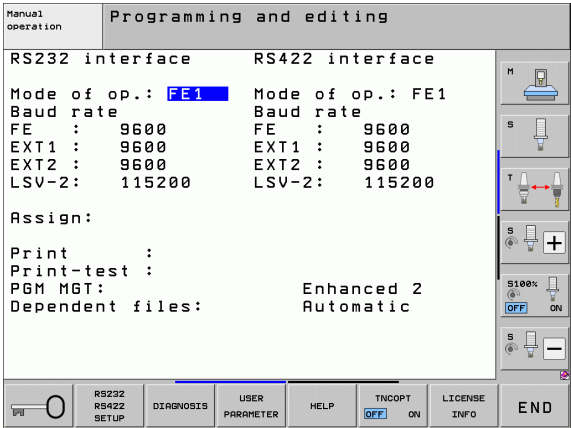 Manual
operation
Programming and editing
RS232 interface RS422 interface
Mode of op.: FE1 Mode of op.: FE1
Baud rate Baud rate
FE : 9600 FE : 9600
EXT1 : 9600 EXT1 : 9600
EXT2 : 9600 EXT2 : 9600
LSV-2: 115200 LSV-2: 115200
Assign:
Print :
Print-test :
PGM MGT: Enhanced 2
Dependent files: Automatic
M
S
T
S
+
S100%
OFF ON
S
−
RS232
RS422
SETUP
DIAGNOSIS
USER
PARAMETER
HELP
TNCOPT
OFF ON
LICENSE
INFO
END